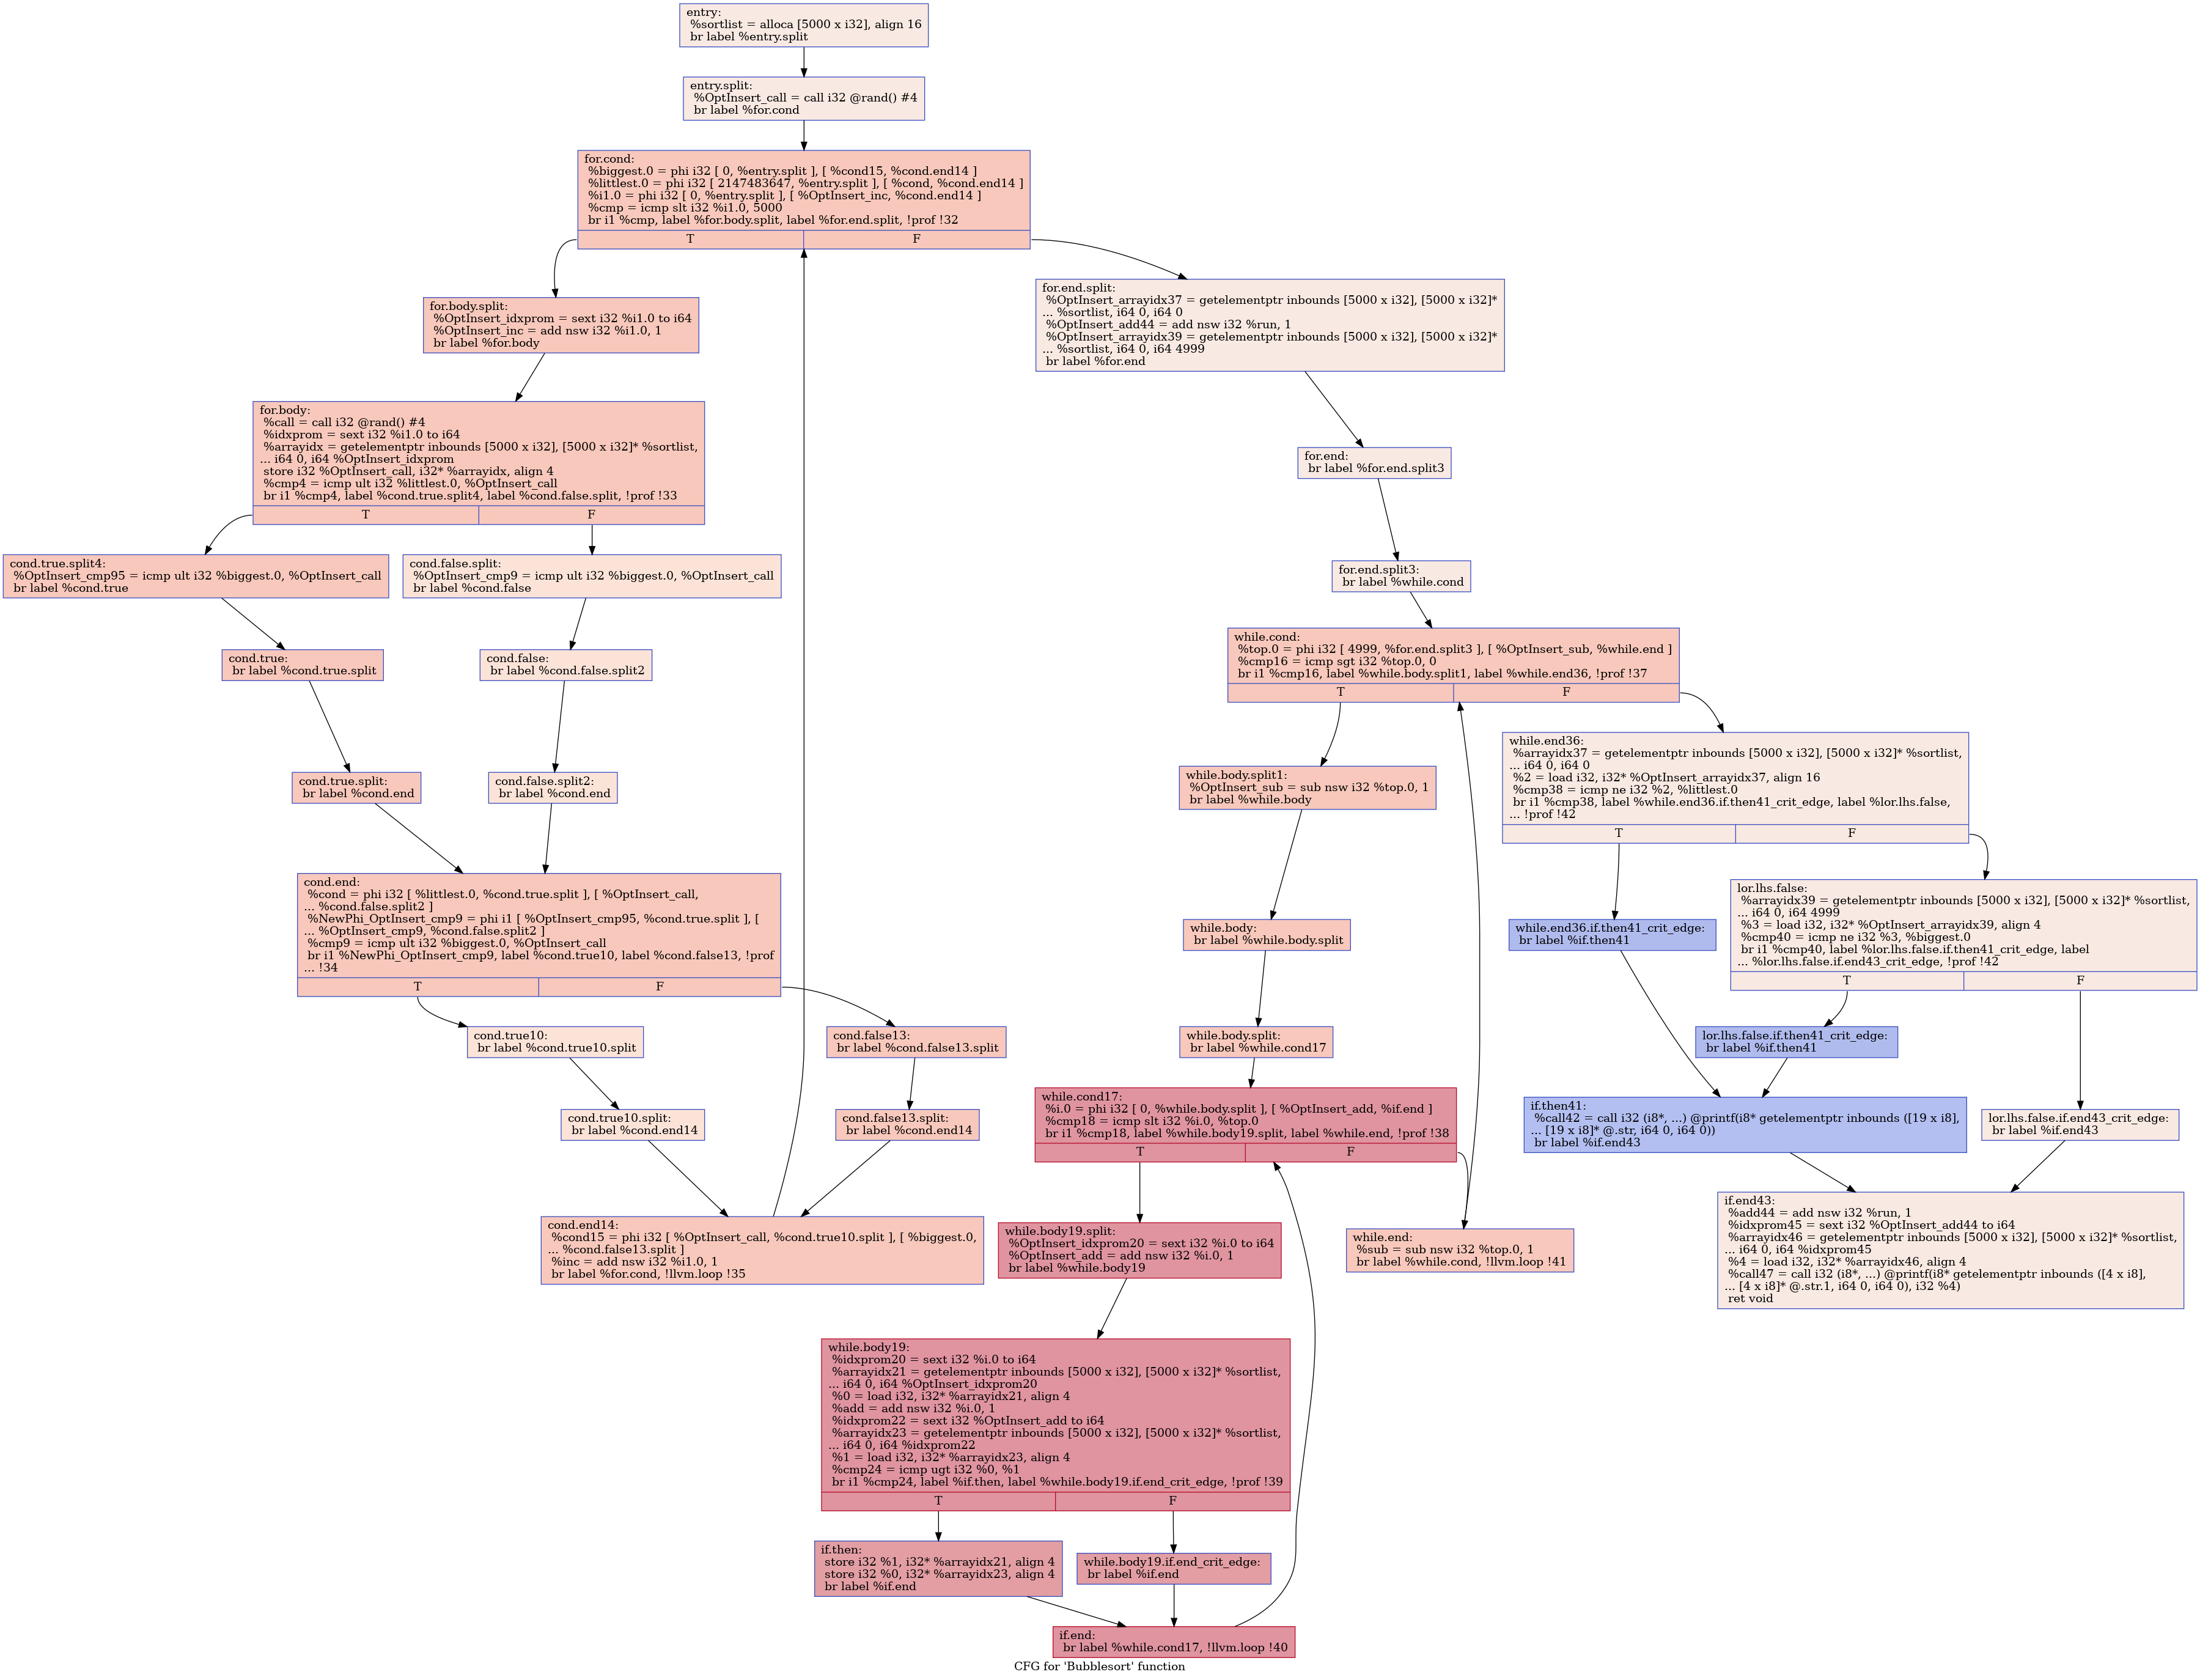 entry:
%sortlist = alloca [5000 x i32], align 16
br label %entry.split
entry.split:
%OptInsert_call = call i32 @rand() #4
br label %for.cond
for.cond:
%biggest.0 = phi i32 [ 0, %entry.split ], [ %cond15, %cond.end14 ]
%littlest.0 = phi i32 [ 2147483647, %entry.split ], [ %cond, %cond.end14 ]
%i1.0 = phi i32 [ 0, %entry.split ], [ %OptInsert_inc, %cond.end14 ]
%cmp = icmp slt i32 %i1.0, 5000
br i1 %cmp, label %for.body.split, label %for.end.split, !prof !32
T
F
for.body.split:
%OptInsert_idxprom = sext i32 %i1.0 to i64
%OptInsert_inc = add nsw i32 %i1.0, 1
br label %for.body
for.body:
%call = call i32 @rand() #4
%idxprom = sext i32 %i1.0 to i64
%arrayidx = getelementptr inbounds [5000 x i32], [5000 x i32]* %sortlist,
... i64 0, i64 %OptInsert_idxprom
store i32 %OptInsert_call, i32* %arrayidx, align 4
%cmp4 = icmp ult i32 %littlest.0, %OptInsert_call
br i1 %cmp4, label %cond.true.split4, label %cond.false.split, !prof !33
T
F
cond.true.split4:
%OptInsert_cmp95 = icmp ult i32 %biggest.0, %OptInsert_call
br label %cond.true
cond.false.split:
%OptInsert_cmp9 = icmp ult i32 %biggest.0, %OptInsert_call
br label %cond.false
cond.true:
br label %cond.true.split
cond.false:
br label %cond.false.split2
cond.true.split:
br label %cond.end
cond.false.split2:
br label %cond.end
cond.end:
%cond = phi i32 [ %littlest.0, %cond.true.split ], [ %OptInsert_call,
... %cond.false.split2 ]
%NewPhi_OptInsert_cmp9 = phi i1 [ %OptInsert_cmp95, %cond.true.split ], [
... %OptInsert_cmp9, %cond.false.split2 ]
%cmp9 = icmp ult i32 %biggest.0, %OptInsert_call
br i1 %NewPhi_OptInsert_cmp9, label %cond.true10, label %cond.false13, !prof
... !34
T
F
cond.true10:
br label %cond.true10.split
cond.false13:
br label %cond.false13.split
cond.true10.split:
br label %cond.end14
cond.false13.split:
br label %cond.end14
cond.end14:
%cond15 = phi i32 [ %OptInsert_call, %cond.true10.split ], [ %biggest.0,
... %cond.false13.split ]
%inc = add nsw i32 %i1.0, 1
br label %for.cond, !llvm.loop !35
for.end.split:
%OptInsert_arrayidx37 = getelementptr inbounds [5000 x i32], [5000 x i32]*
... %sortlist, i64 0, i64 0
%OptInsert_add44 = add nsw i32 %run, 1
%OptInsert_arrayidx39 = getelementptr inbounds [5000 x i32], [5000 x i32]*
... %sortlist, i64 0, i64 4999
br label %for.end
for.end:
br label %for.end.split3
for.end.split3:
br label %while.cond
while.cond:
%top.0 = phi i32 [ 4999, %for.end.split3 ], [ %OptInsert_sub, %while.end ]
%cmp16 = icmp sgt i32 %top.0, 0
br i1 %cmp16, label %while.body.split1, label %while.end36, !prof !37
T
F
while.body.split1:
%OptInsert_sub = sub nsw i32 %top.0, 1
br label %while.body
while.body:
br label %while.body.split
while.body.split:
br label %while.cond17
while.cond17:
%i.0 = phi i32 [ 0, %while.body.split ], [ %OptInsert_add, %if.end ]
%cmp18 = icmp slt i32 %i.0, %top.0
br i1 %cmp18, label %while.body19.split, label %while.end, !prof !38
T
F
while.body19.split:
%OptInsert_idxprom20 = sext i32 %i.0 to i64
%OptInsert_add = add nsw i32 %i.0, 1
br label %while.body19
while.end:
%sub = sub nsw i32 %top.0, 1
br label %while.cond, !llvm.loop !41
while.body19:
%idxprom20 = sext i32 %i.0 to i64
%arrayidx21 = getelementptr inbounds [5000 x i32], [5000 x i32]* %sortlist,
... i64 0, i64 %OptInsert_idxprom20
%0 = load i32, i32* %arrayidx21, align 4
%add = add nsw i32 %i.0, 1
%idxprom22 = sext i32 %OptInsert_add to i64
%arrayidx23 = getelementptr inbounds [5000 x i32], [5000 x i32]* %sortlist,
... i64 0, i64 %idxprom22
%1 = load i32, i32* %arrayidx23, align 4
%cmp24 = icmp ugt i32 %0, %1
br i1 %cmp24, label %if.then, label %while.body19.if.end_crit_edge, !prof !39
T
F
if.then:
store i32 %1, i32* %arrayidx21, align 4
store i32 %0, i32* %arrayidx23, align 4
br label %if.end
while.body19.if.end_crit_edge:
br label %if.end
if.end:
br label %while.cond17, !llvm.loop !40
while.end36:
%arrayidx37 = getelementptr inbounds [5000 x i32], [5000 x i32]* %sortlist,
... i64 0, i64 0
%2 = load i32, i32* %OptInsert_arrayidx37, align 16
%cmp38 = icmp ne i32 %2, %littlest.0
br i1 %cmp38, label %while.end36.if.then41_crit_edge, label %lor.lhs.false,
... !prof !42
T
F
lor.lhs.false:
%arrayidx39 = getelementptr inbounds [5000 x i32], [5000 x i32]* %sortlist,
... i64 0, i64 4999
%3 = load i32, i32* %OptInsert_arrayidx39, align 4
%cmp40 = icmp ne i32 %3, %biggest.0
br i1 %cmp40, label %lor.lhs.false.if.then41_crit_edge, label
... %lor.lhs.false.if.end43_crit_edge, !prof !42
T
F
while.end36.if.then41_crit_edge:
br label %if.then41
lor.lhs.false.if.then41_crit_edge:
br label %if.then41
if.then41:
%call42 = call i32 (i8*, ...) @printf(i8* getelementptr inbounds ([19 x i8],
... [19 x i8]* @.str, i64 0, i64 0))
br label %if.end43
lor.lhs.false.if.end43_crit_edge:
br label %if.end43
if.end43:
%add44 = add nsw i32 %run, 1
%idxprom45 = sext i32 %OptInsert_add44 to i64
%arrayidx46 = getelementptr inbounds [5000 x i32], [5000 x i32]* %sortlist,
... i64 0, i64 %idxprom45
%4 = load i32, i32* %arrayidx46, align 4
%call47 = call i32 (i8*, ...) @printf(i8* getelementptr inbounds ([4 x i8],
... [4 x i8]* @.str.1, i64 0, i64 0), i32 %4)
ret void
CFG for 'Bubblesort' function